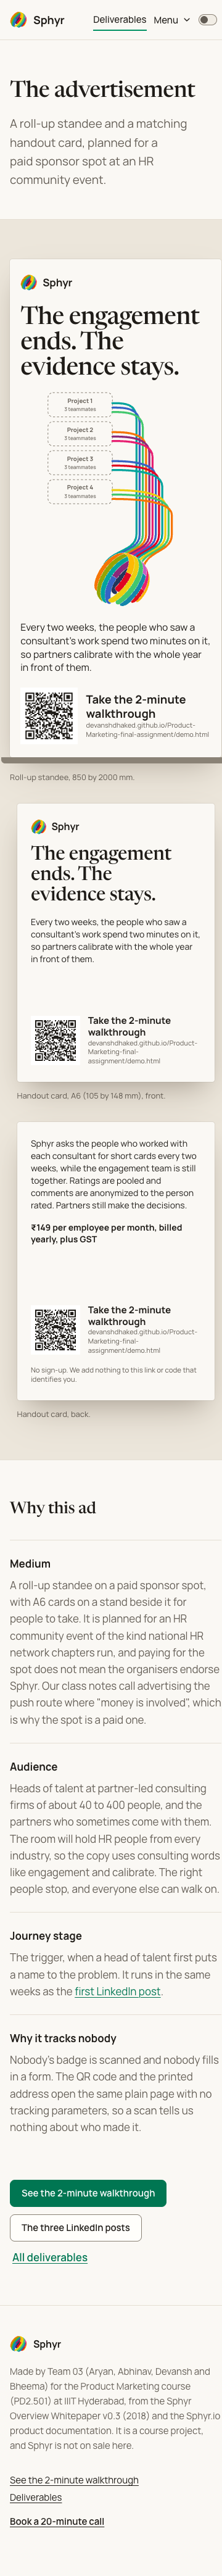 Sphyr
Deliverables
Menu
The advertisement
A roll-up standee and a matching
handout card, planned for a
paid sponsor spot at an HR
community event.
Sphyr
The engagement
ends. The
evidence stays.
Project 1
3 teammates
Project 2
3 teammates
Project 3
3 teammates
Project 4
3 teammates
Every two weeks, the people who saw a
consultant's work spend two minutes on it,
so partners calibrate with the whole year
in front of them.
Take the 2-minute
walkthrough
devanshdhaked.github.io/Product-
Marketing-final-assignment/demo.html
Roll-up standee, 850 by 2000 mm.
Sphyr
The engagement
ends. The
evidence stays.
Every two weeks, the people who saw a
consultant's work spend two minutes on it,
so partners calibrate with the whole year
in front of them.
Take the 2-minute
walkthrough
devanshdhaked.github.io/Product-
Marketing-final-
assignment/demo.html
Handout card, A6 (105 by 148 mm), front.
Sphyr asks the people who worked with
each consultant for short cards every two
weeks, while the engagement team is still
together. Ratings are pooled and
comments are anonymized to the person
rated. Partners still make the decisions.
₹149 per employee per month, billed
yearly, plus GST
Take the 2-minute
walkthrough
devanshdhaked.github.io/Product-
Marketing-final-
assignment/demo.html
No sign-up. We add nothing to this link or code that
identifies you.
Handout card, back.
Why this ad
Medium
A roll-up standee on a paid sponsor spot,
with A6 cards on a stand beside it for
people to take. It is planned for an HR
community event of the kind national HR
network chapters run, and paying for the
spot does not mean the organisers endorse
Sphyr. Our class notes call advertising the
push route where "money is involved", which
is why the spot is a paid one.
Audience
Heads of talent at partner-led consulting
firms of about 40 to 400 people, and the
partners who sometimes come with them.
The room will hold HR people from every
industry, so the copy uses consulting words
like engagement and calibrate. The right
people stop, and everyone else can walk on.
Journey stage
The trigger, when a head of talent first puts
a name to the problem. It runs in the same
week as the first LinkedIn post.
Why it tracks nobody
Nobody's badge is scanned and nobody fills
in a form. The QR code and the printed
address open the same plain page with no
tracking parameters, so a scan tells us
nothing about who made it.
See the 2-minute walkthrough
The three LinkedIn posts
All deliverables
Sphyr
Made by Team 03 (Aryan, Abhinav, Devansh and
Bheema) for the Product Marketing course
(PD2.501) at IIIT Hyderabad, from the Sphyr
Overview Whitepaper v0.3 (2018) and the Sphyr.io
product documentation. It is a course project,
and Sphyr is not on sale here.
See the 2-minute walkthrough
Deliverables
Book a 20-minute call